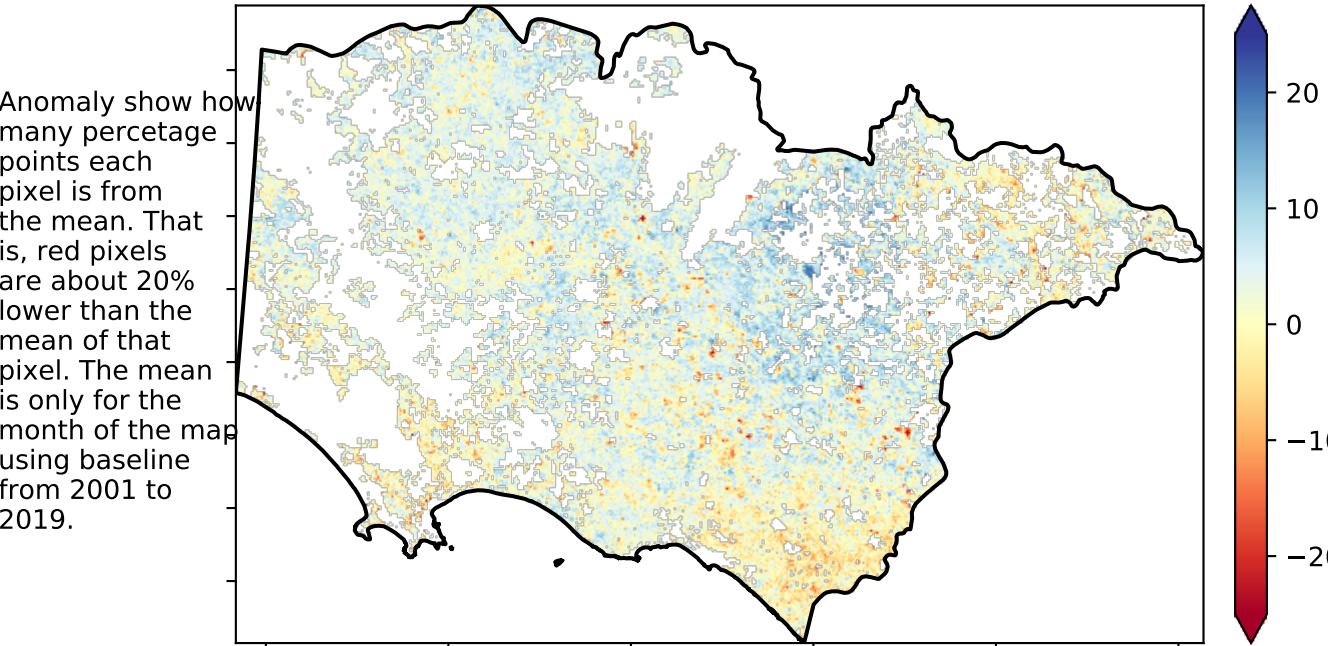 Anomaly show how
many percetage
points each
pixel is from
the mean. That
is, red pixels
are about 20%
lower than the
mean of that
pixel. The mean
is only for the
month of the map
using baseline
from 2001 to
2019.
20
10
0
−10
−20